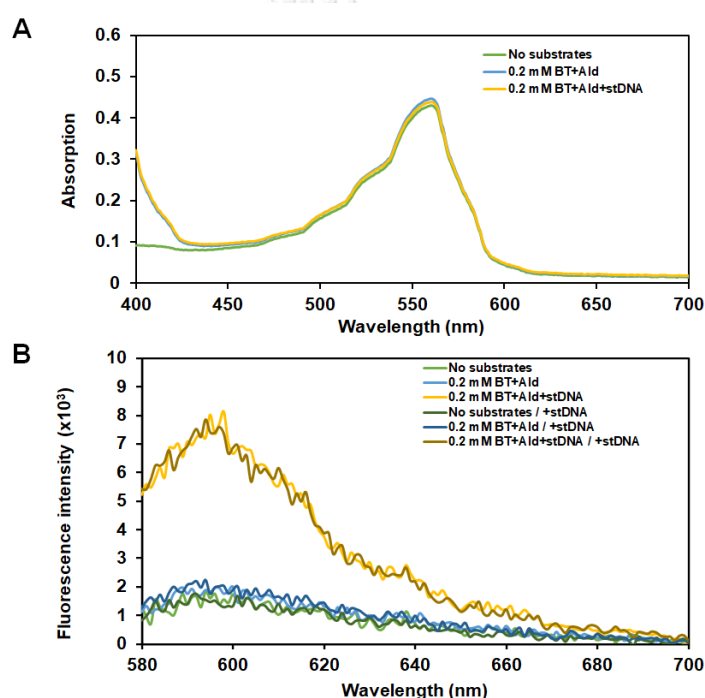 A
0.6
0.5
0.4
0.3
0.2
0.1
0
Absorption
No substrates
0.2 mM BT+Ald
0.2 mM BT+Ald+stDNA
400 450 500 550 600 650 700
Wavelength (nm)
B
10
9
8
7
6
5
4
3
2
1
0
Fluorescence intensity (x10³)
No substrates
0.2 mM BT+Ald
0.2 mM BT+Ald+stDNA
No substrates / +stDNA
0.2 mM BT+Ald / +stDNA
0.2 mM BT+Ald+stDNA / +stDNA
580 600 620 640 660 680 700
Wavelength (nm)